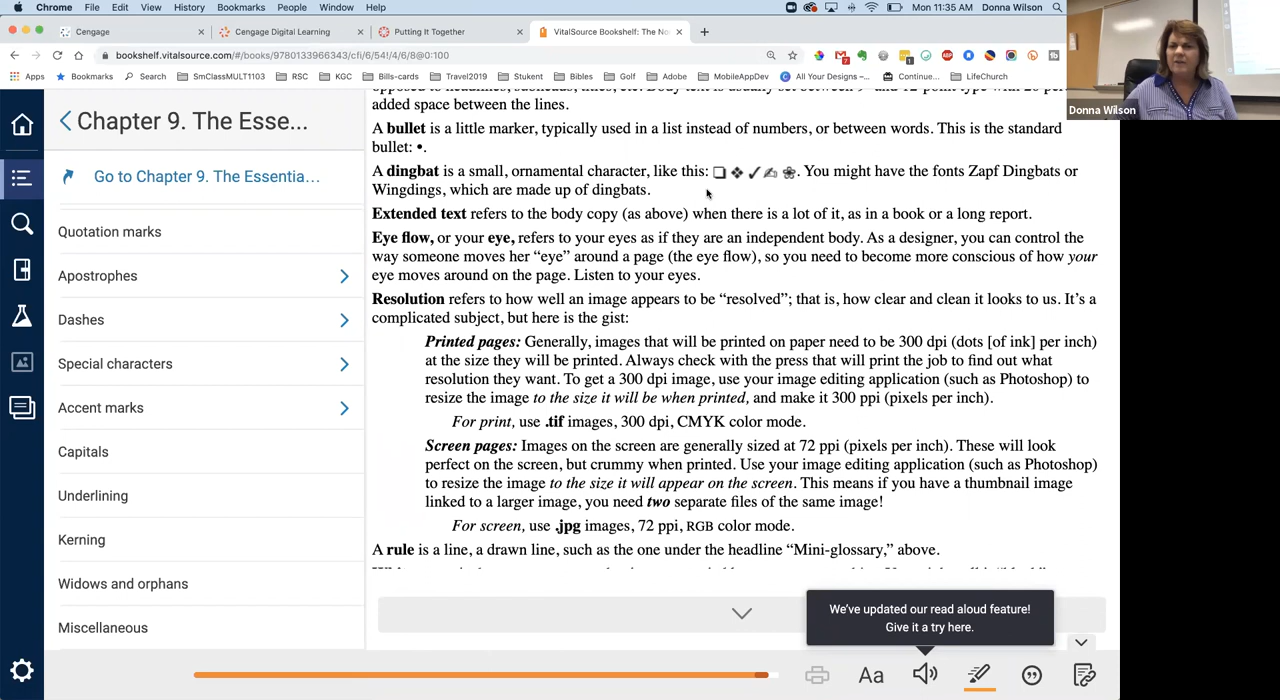 Chrome File Edit View History Bookmarks People Window Help Mon 11:35 AM Donna Wilson
Cengage Cengage Digital Learning Putting It Together VitalSource Bookshelf: The No
bookshelf.vitalsource.com/#/books/9780133966343/cfi/6/54!/4/6/8@0:100
Apps Bookmarks Search SmClassMULT1103 RSC KGC Bills-cards Travel2019 Stukent Bibles Golf Adobe MobileAppDev All Your Designs –... Continue... LifeChurch
Donna Wilson
Chapter 9. The Esse...
Go to Chapter 9. The Essentia...
Quotation marks
Apostrophes
Dashes
Special characters
Accent marks
Capitals
Underlining
Kerning
Widows and orphans
Miscellaneous
added space between the lines.
A bullet is a little marker, typically used in a list instead of numbers, or between words. This is the standard
bullet: •.
A dingbat is a small, ornamental character, like this: ❏ ❖ ✓ ✍ ❀. You might have the fonts Zapf Dingbats or
Wingdings, which are made up of dingbats.
Extended text refers to the body copy (as above) when there is a lot of it, as in a book or a long report.
Eye flow, or your eye, refers to your eyes as if they are an independent body. As a designer, you can control the
way someone moves her “eye” around a page (the eye flow), so you need to become more conscious of how your
eye moves around on the page. Listen to your eyes.
Resolution refers to how well an image appears to be “resolved”; that is, how clear and clean it looks to us. It’s a
complicated subject, but here is the gist:
Printed pages: Generally, images that will be printed on paper need to be 300 dpi (dots [of ink] per inch)
at the size they will be printed. Always check with the press that will print the job to find out what
resolution they want. To get a 300 dpi image, use your image editing application (such as Photoshop) to
resize the image to the size it will be when printed, and make it 300 ppi (pixels per inch).
For print, use .tif images, 300 dpi, CMYK color mode.
Screen pages: Images on the screen are generally sized at 72 ppi (pixels per inch). These will look
perfect on the screen, but crummy when printed. Use your image editing application (such as Photoshop)
to resize the image to the size it will appear on the screen. This means if you have a thumbnail image
linked to a larger image, you need two separate files of the same image!
For screen, use .jpg images, 72 ppi, RGB color mode.
A rule is a line, a drawn line, such as the one under the headline “Mini-glossary,” above.
We’ve updated our read aloud feature!
Give it a try here.
Aa